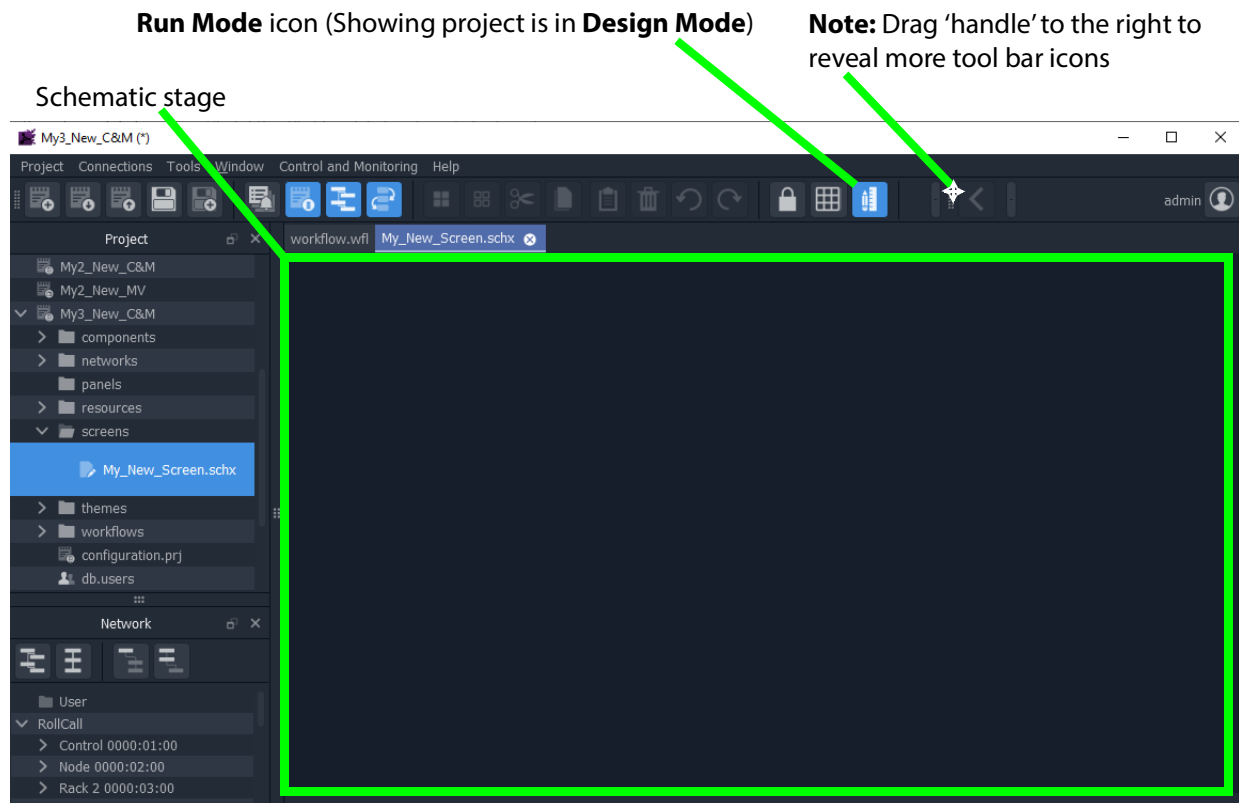 Run Mode icon (Showing project is in Design Mode)
Note: Drag ‘handle’ to the right to
reveal more tool bar icons
Schematic stage
My3_New_C&M (*)
Project Connections Tools Window Control and Monitoring Help
admin
Project
workflow.wfl My_New_Screen.schx
My2_New_C&M
My2_New_MV
My3_New_C&M
components
networks
panels
resources
screens
My_New_Screen.schx
themes
workflows
configuration.prj
db.users
Network
User
RollCall
Control 0000:01:00
Node 0000:02:00
Rack 2 0000:03:00